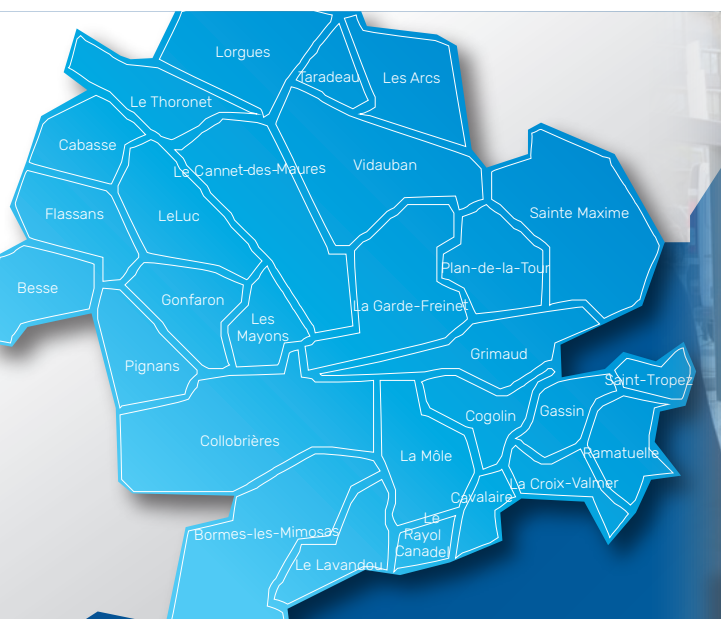 Lorgues
Taradeau
Les Arcs
Le Thoronet
Cabasse
Le Cannet-des-Maures
Vidauban
Flassans
LeLuc
Sainte Maxime
Plan-de-la-Tour
Besse
Gonfaron
La Garde-Freinet
Les
Mayons
Grimaud
Pignans
Saint-Tropez
Cogolin
Gassin
Collobrières
La Môle
Ramatuelle
La Croix-Valmer
Cavalaire
Le
Rayol
Canadel
Bormes-les-Mimosas
Le Lavandou